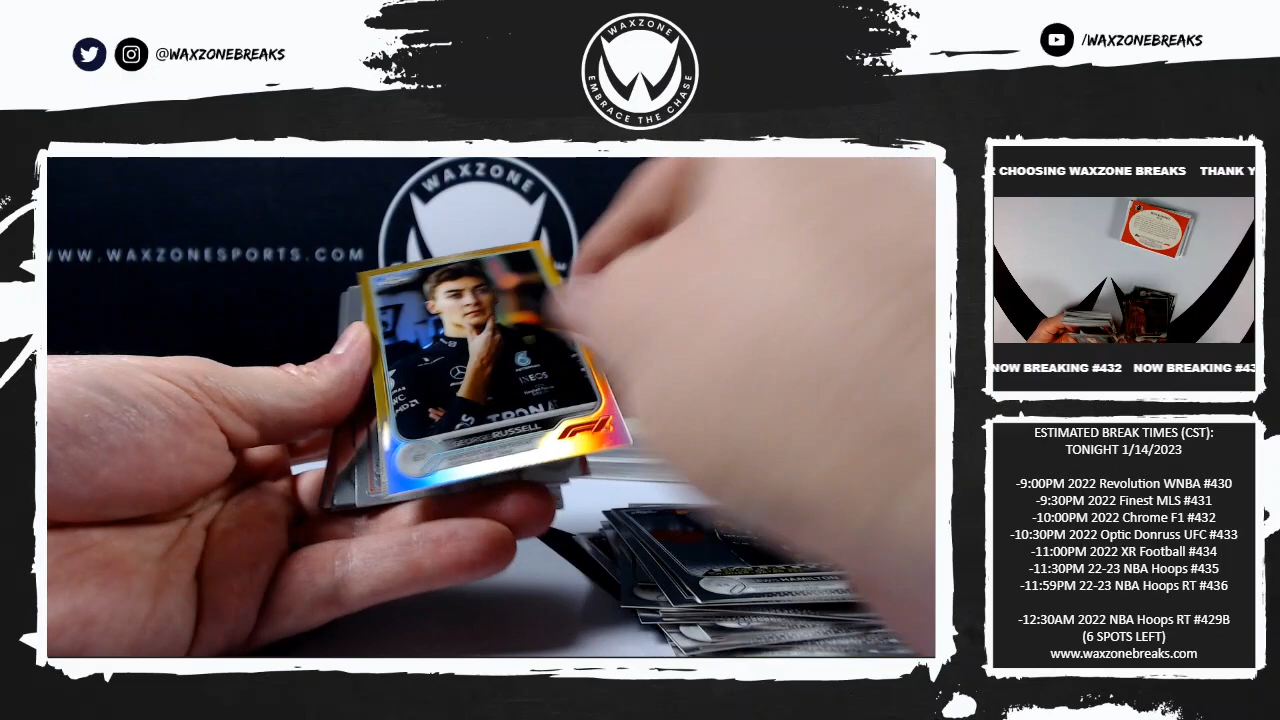 @WAXZONEBREAKS
WAXZONE
EMBRACE THE CHASE
/WAXZONEBREAKS
WAXZONE
WWW.WAXZONESPORTS.COM
INEOS
GEORGE RUSSELL
HAMILTON
CHOOSING WAXZONE BREAKS THANK Y
NOW BREAKING #432 NOW BREAKING #43
ESTIMATED BREAK TIMES (CST):
TONIGHT 1/14/2023
-9:00PM 2022 Revolution WNBA #430
-9:30PM 2022 Finest MLS #431
-10:00PM 2022 Chrome F1 #432
-10:30PM 2022 Optic Donruss UFC #433
-11:00PM 2022 XR Football #434
-11:30PM 22-23 NBA Hoops #435
-11:59PM 22-23 NBA Hoops RT #436
-12:30AM 2022 NBA Hoops RT #429B
(6 SPOTS LEFT)
www.waxzonebreaks.com